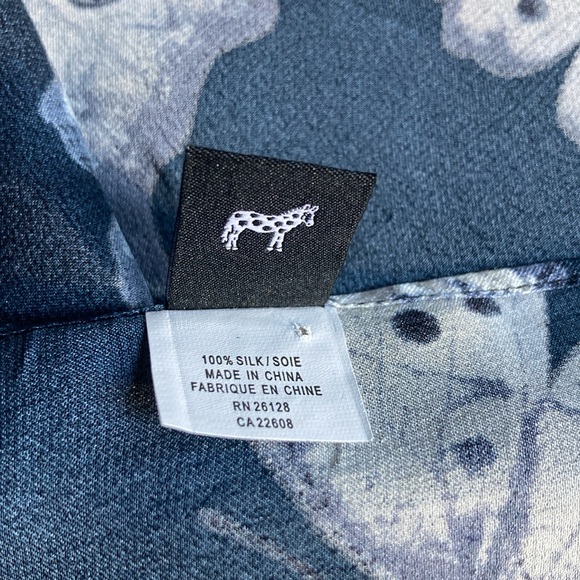 100% SILK/SOIE
MADE IN CHINA
FABRIQUE EN CHINE
RN 26128
CA 22608